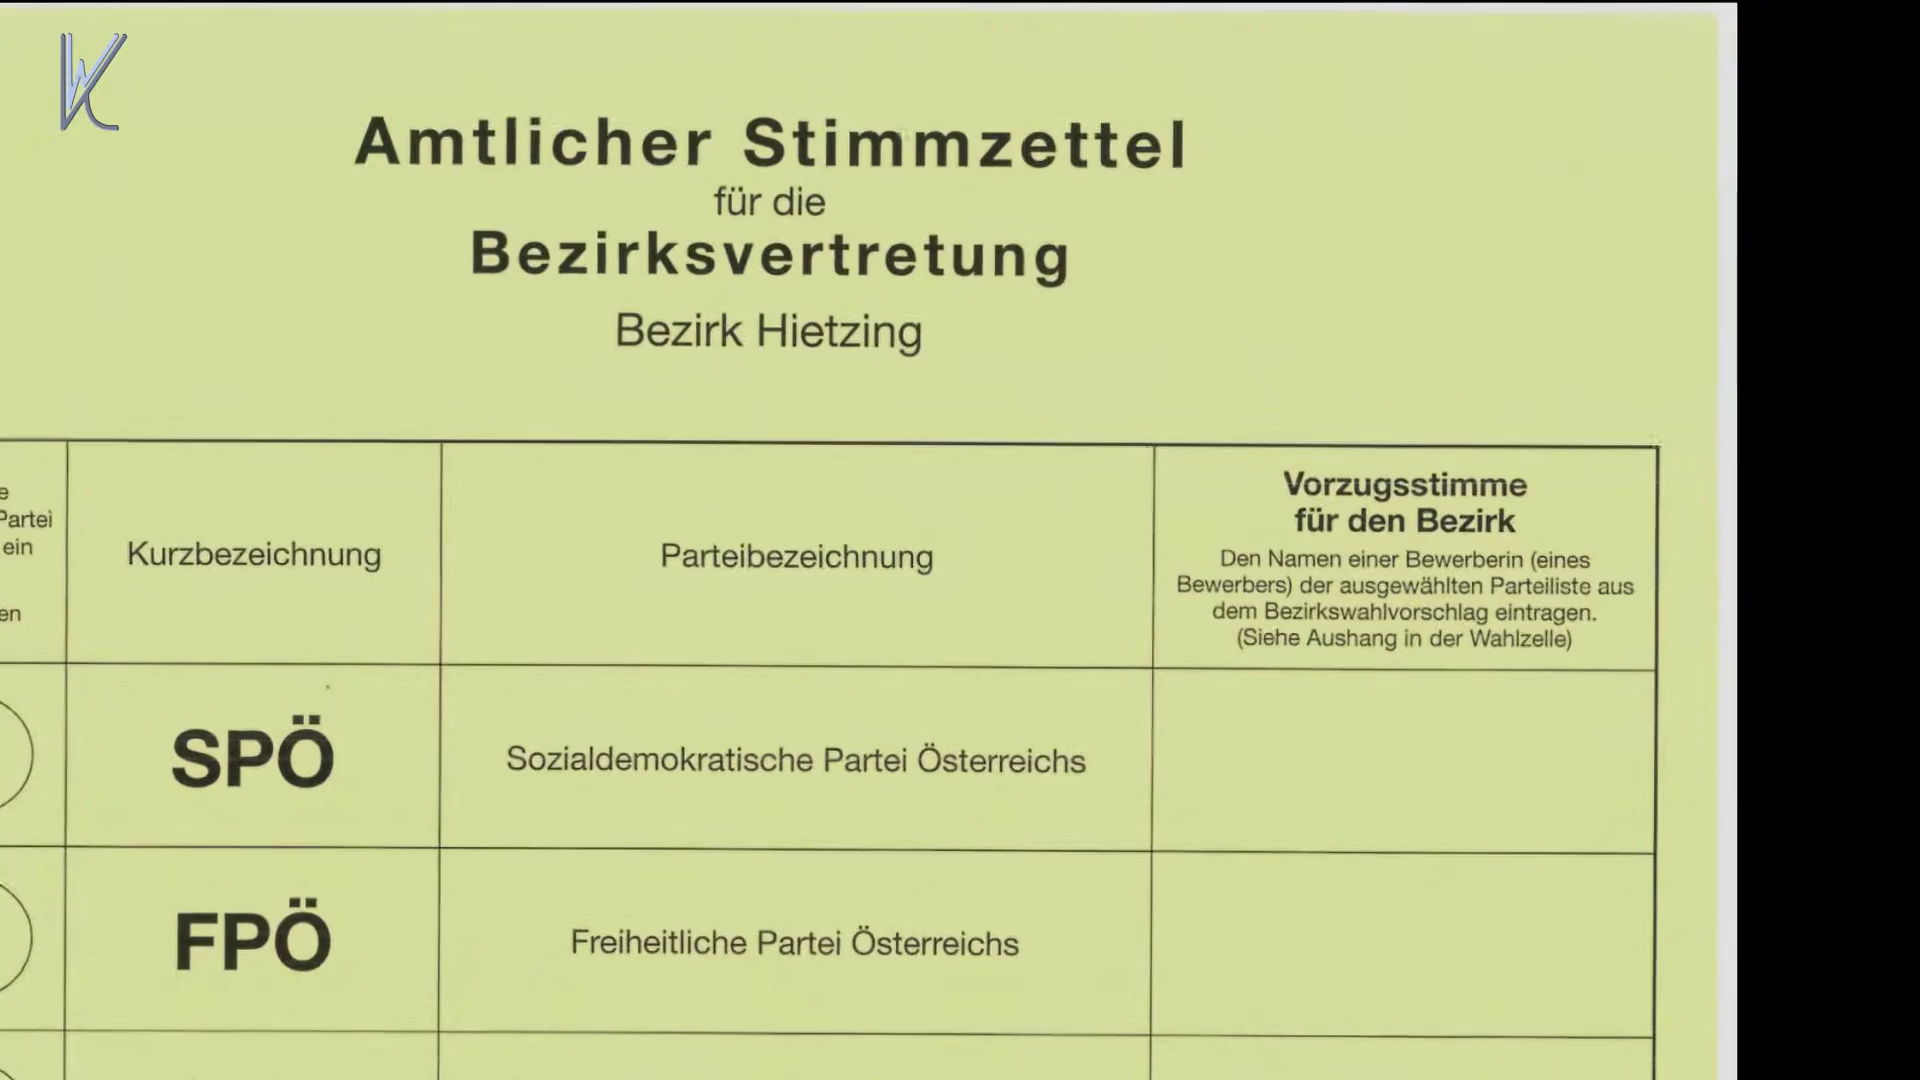 Amtlicher Stimmzettel
für die
Bezirksvertretung
Bezirk Hietzing
Partei
ein
Kurzbezeichnung
Parteibezeichnung
Vorzugsstimme
für den Bezirk
Den Namen einer Bewerberin (eines
Bewerbers) der ausgewählten Parteiliste aus
dem Bezirkswahlvorschlag eintragen.
(Siehe Aushang in der Wahlzelle)
SPÖ
Sozialdemokratische Partei Österreichs
FPÖ
Freiheitliche Partei Österreichs